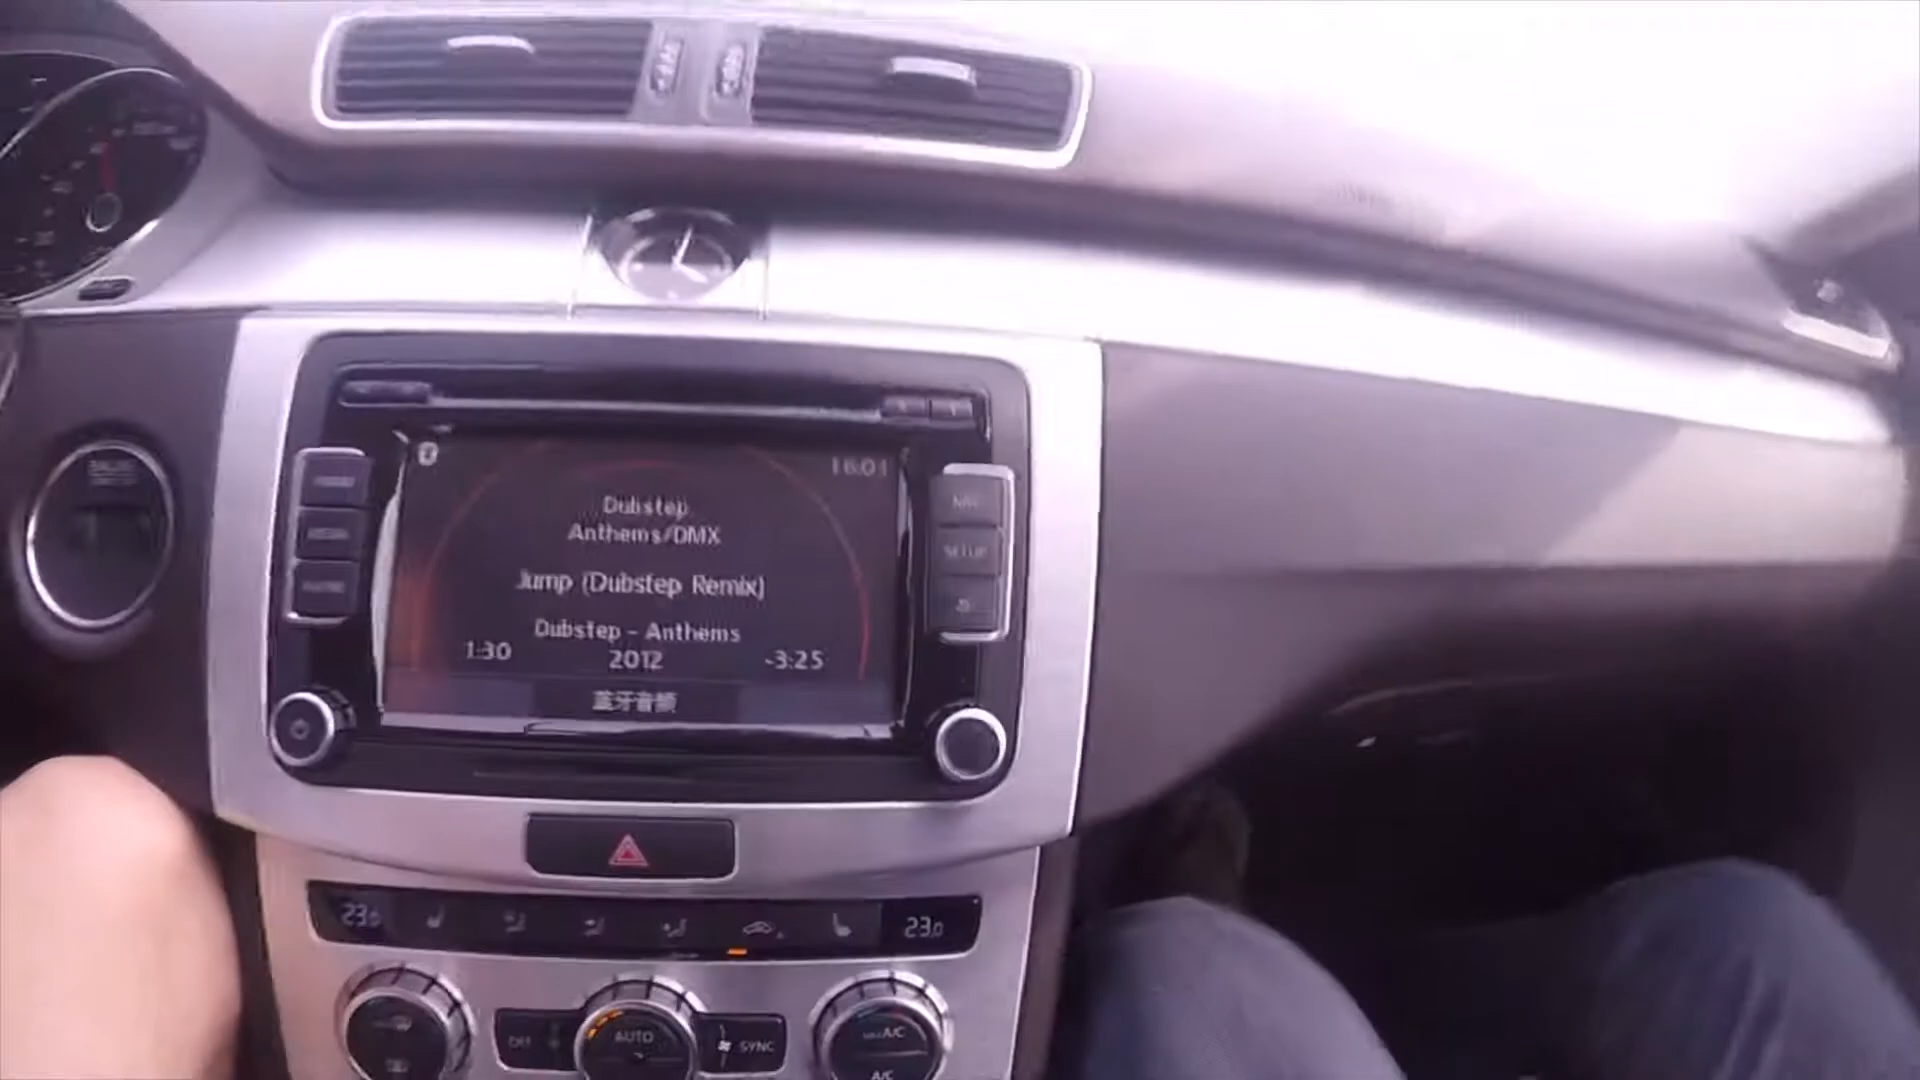 16:01
Dubstep
Anthems/DMX
Jump (Dubstep Remix)
Dubstep - Anthems
1:30
2012
-3:25
蓝牙音频
NAV
SETUP
23.0
23.0
OFF
AUTO
SYNC
A/C
A/C